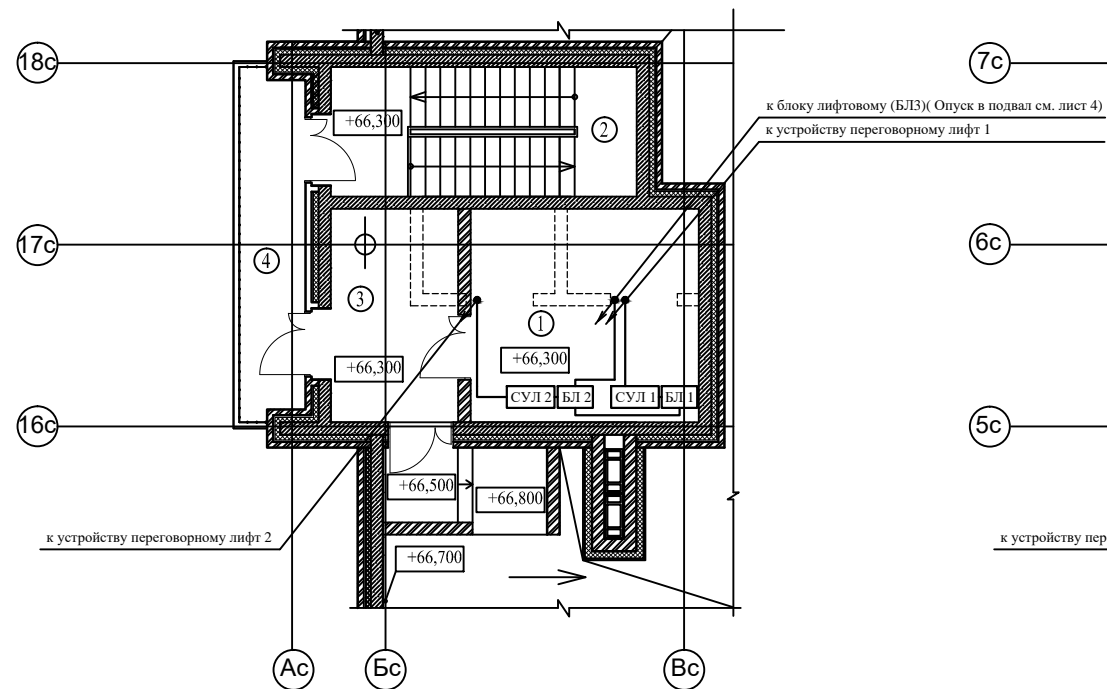 18с
7с
к блоку лифтовому (БЛ3)( Опуск в подвал см. лист 4)
+66,300
2
к устройству переговорному лифт 1
17с
4
6с
3
1
+66,300
+66,300
СУЛ 2
БЛ 2
СУЛ 1
БЛ 1
16с
5с
+66,500
+66,800
к устройству переговорному лифт 2
к устройству пер
+66,700
Ас
Бс
Вс